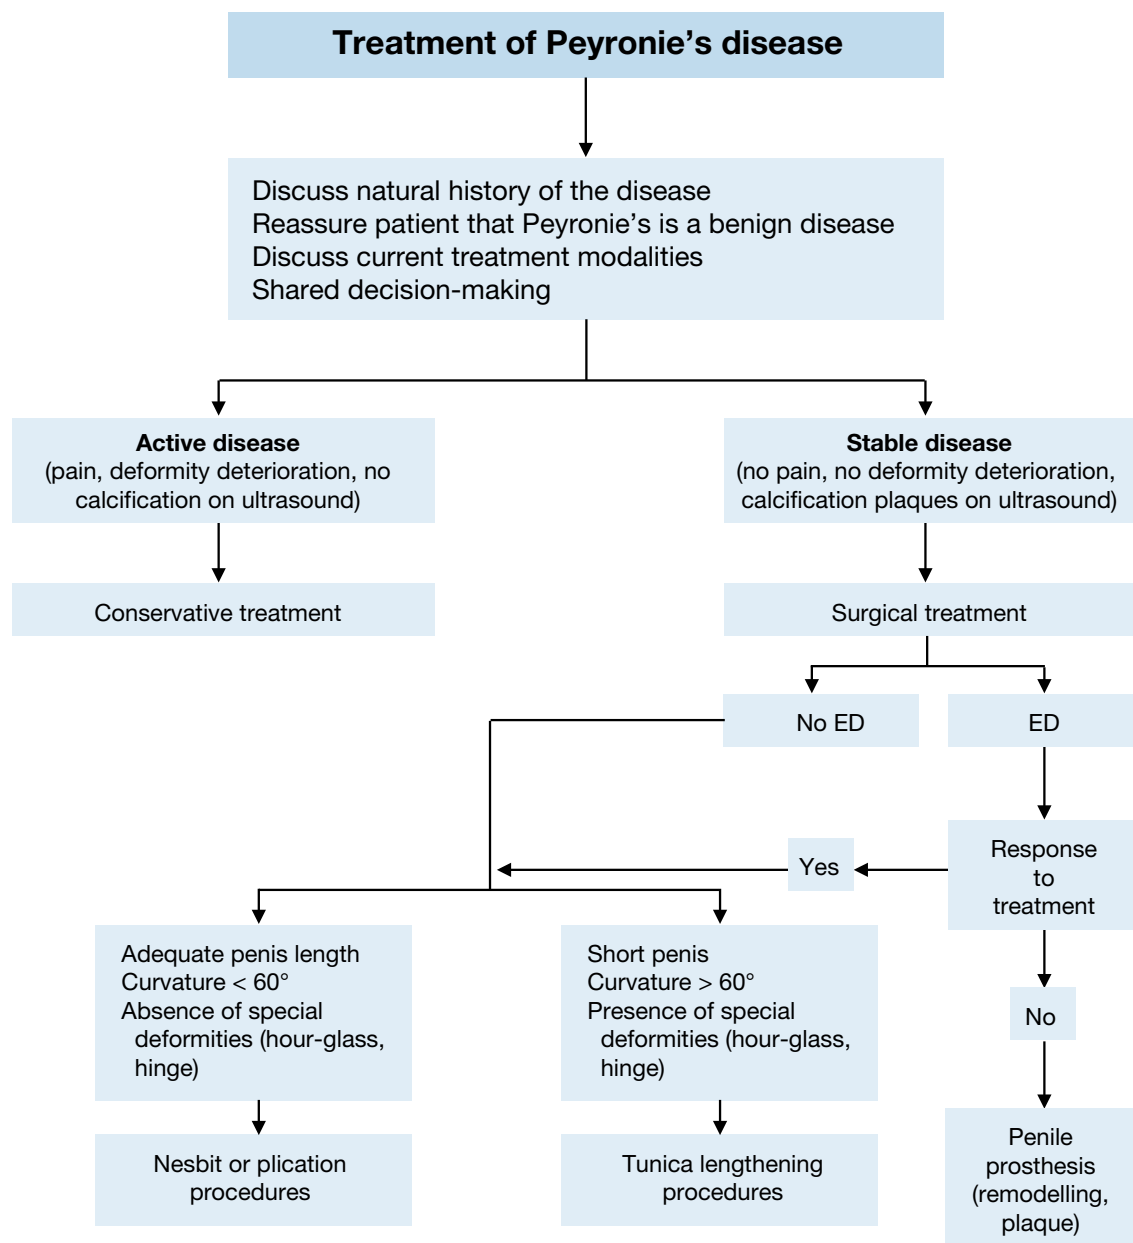 Treatment of Peyronie’s disease
Discuss natural history of the disease
Reassure patient that Peyronie’s is a benign disease
Discuss current treatment modalities
Shared decision-making
Active disease
(pain, deformity deterioration, no
calcification on ultrasound)
Stable disease
(no pain, no deformity deterioration,
calcification plaques on ultrasound)
Conservative treatment
Surgical treatment
No ED
ED
Response
to
treatment
Yes
Adequate penis length
Curvature < 60°
Absence of special
deformities (hour-glass,
hinge)
Short penis
Curvature > 60°
Presence of special
deformities (hour-glass,
hinge)
No
Nesbit or plication
procedures
Tunica lengthening
procedures
Penile
prosthesis
(remodelling,
plaque)